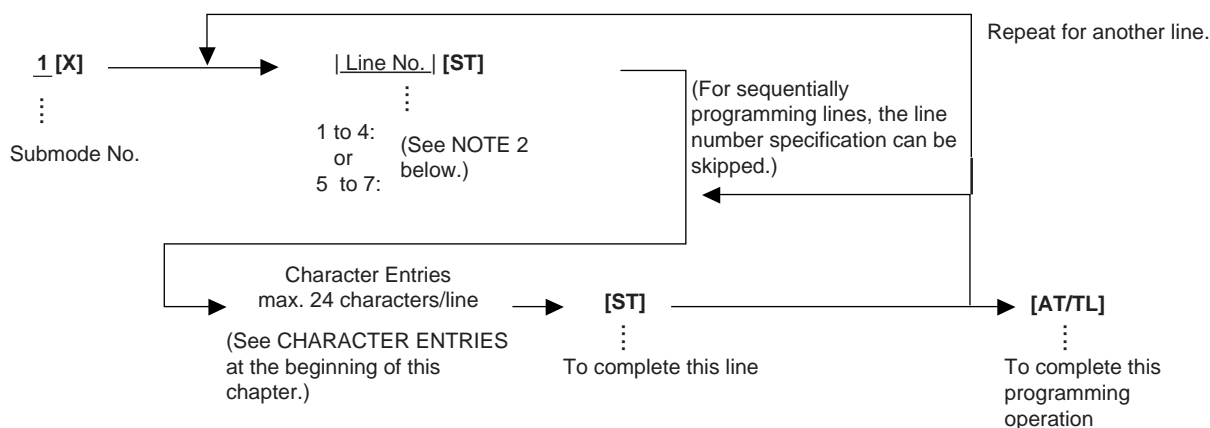 Repeat for another line.
1 [X]
| Line No. | [ST]
Submode No.
1 to 4:
or
5 to 7:
(See NOTE 2
below.)
(For sequentially
programming lines, the line
number specification can be
skipped.)
Character Entries
max. 24 characters/line
(See CHARACTER ENTRIES
at the beginning of this
chapter.)
[ST]
To complete this line
[AT/TL]
To complete this
programming
operation